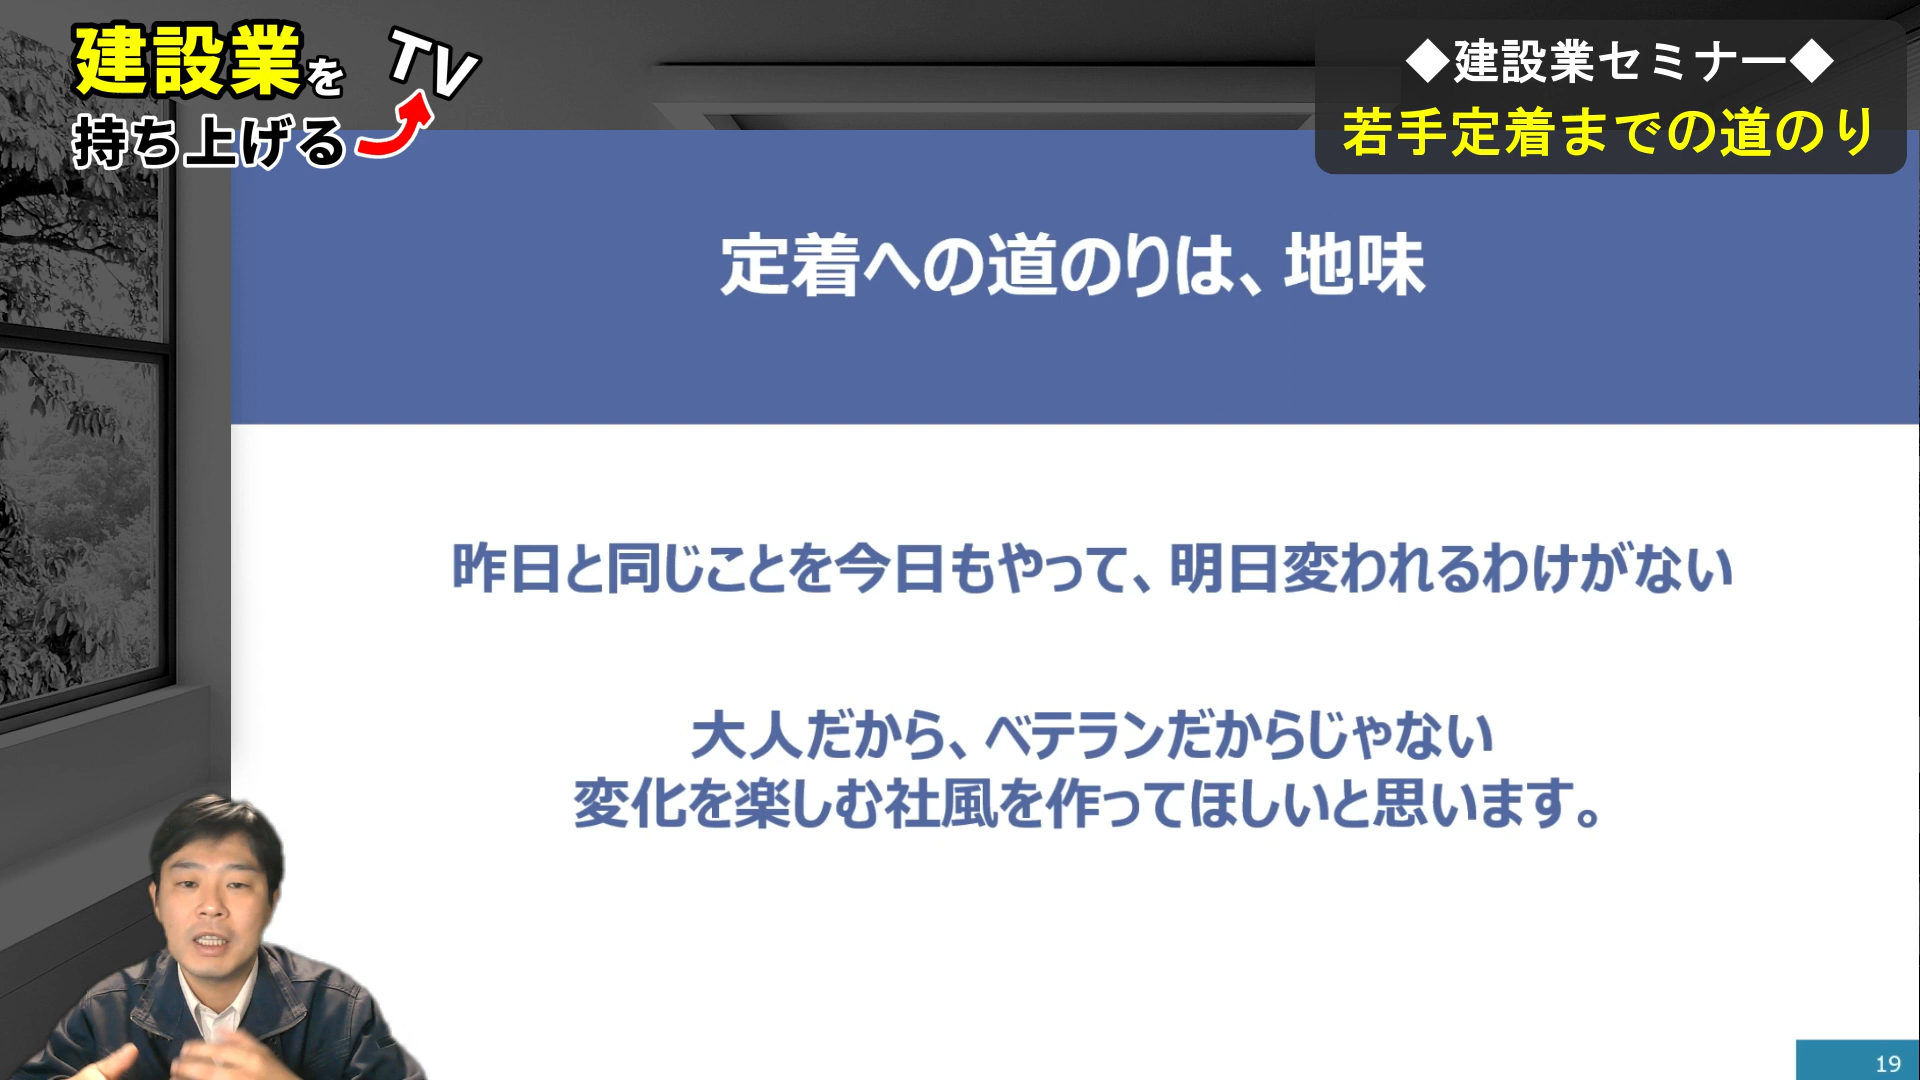 建設業を
持ち上げる
TV
◆建設業セミナー◆
若手定着までの道のり
定着への道のりは、地味
昨日と同じことを今日もやって、明日変われるわけがない
大人だから、ベテランだからじゃない
変化を楽しむ社風を作ってほしいと思います。
19